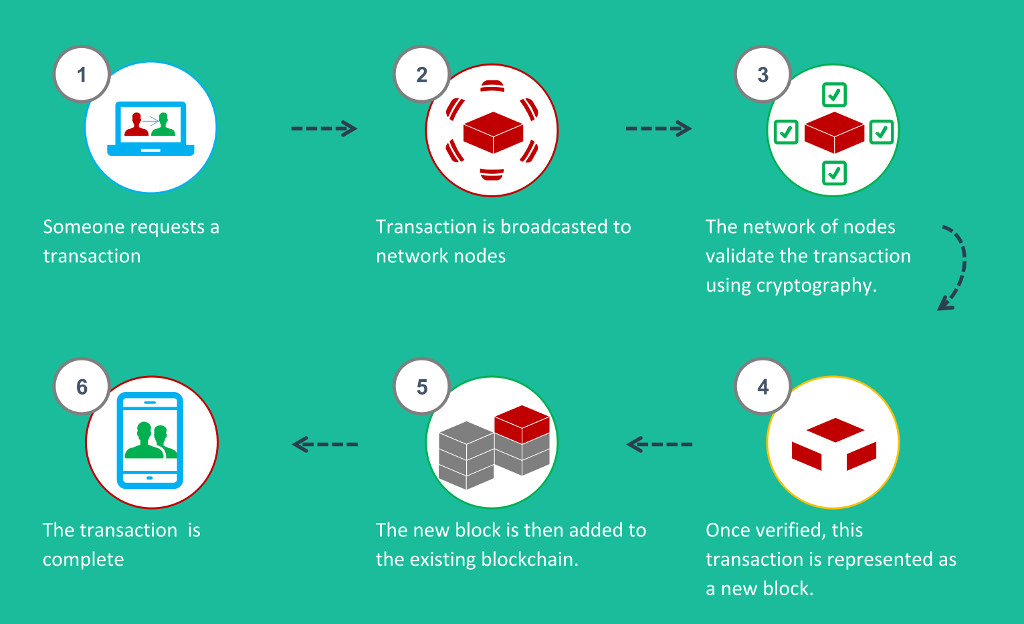 1
Someone requests a
transaction
2
Transaction is broadcasted to
network nodes
3
The network of nodes
validate the transaction
using cryptography.
4
Once verified, this
transaction is represented as
a new block.
5
The new block is then added to
the existing blockchain.
6
The transaction  is
complete